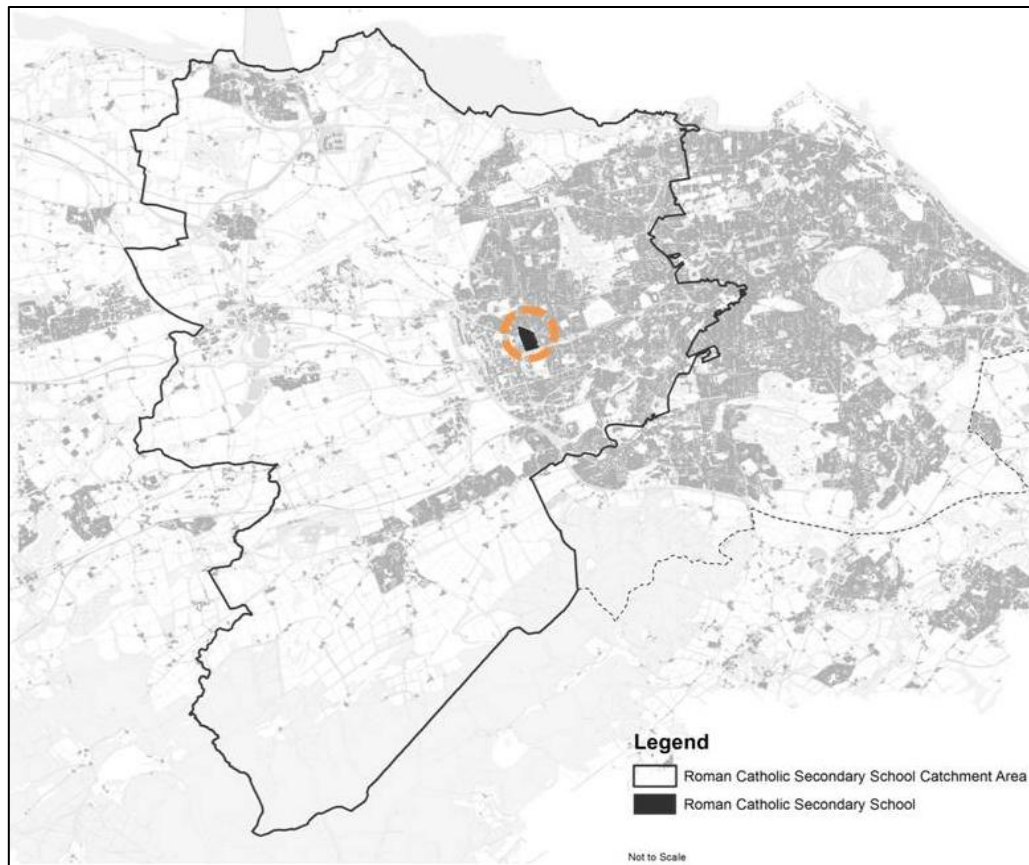 Legend
Roman Catholic Secondary School Catchment Area
Roman Catholic Secondary School
Not to Scale